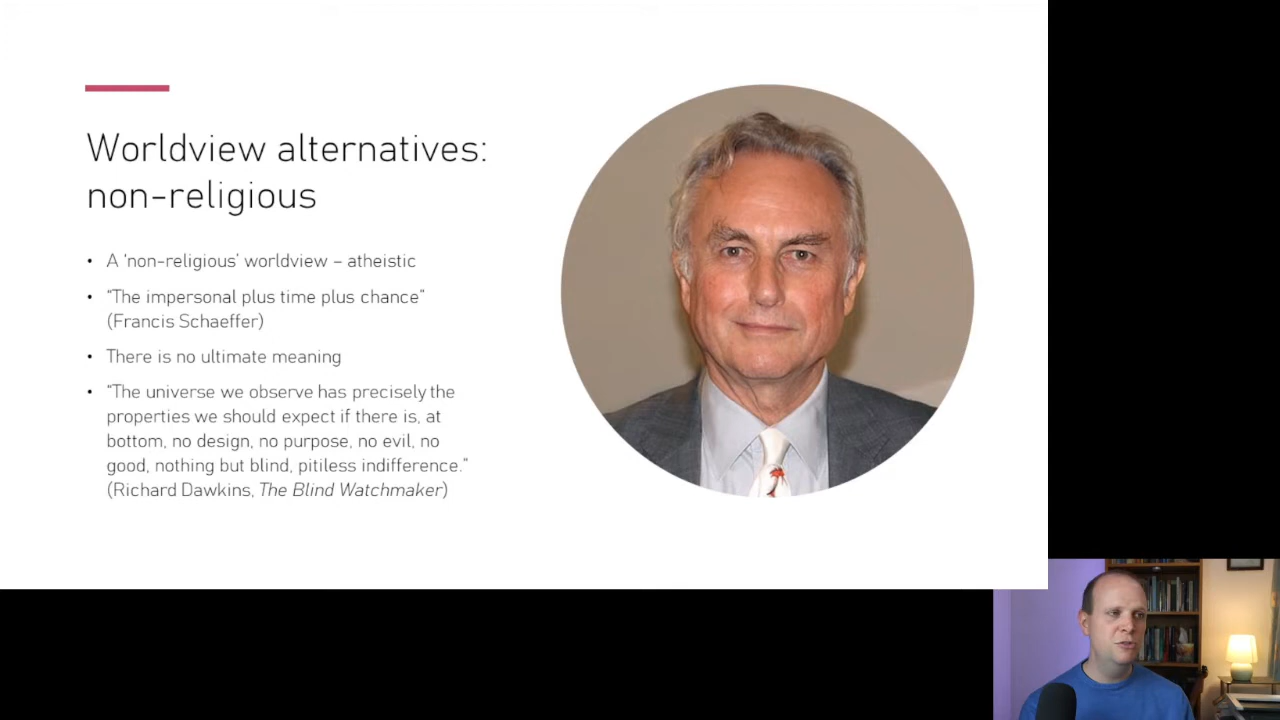 Worldview alternatives:
non-religious
• A ‘non-religious’ worldview – atheistic
• “The impersonal plus time plus chance”
(Francis Schaeffer)
• There is no ultimate meaning
• “The universe we observe has precisely the
properties we should expect if there is, at
bottom, no design, no purpose, no evil, no
good, nothing but blind, pitiless indifference.”
(Richard Dawkins, The Blind Watchmaker)